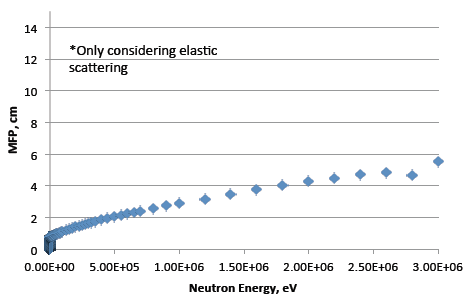 14
*Only considering elastic
scattering
12
10
8
6
4
2
0
MFP, cm
0.00E+00 5.00E+05 1.00E+06 1.50E+06 2.00E+06 2.50E+06 3.00E+06
Neutron Energy, eV